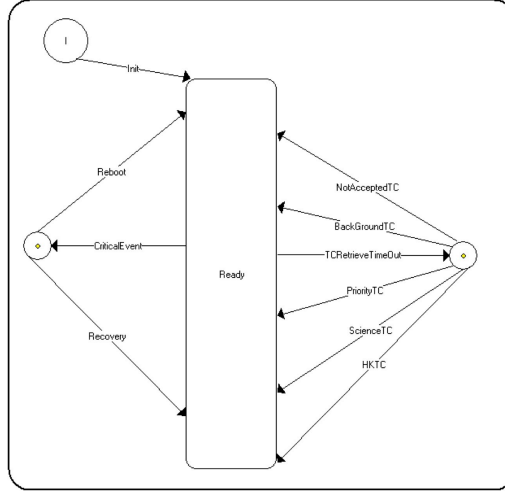 I
Init
Reboot
NotAcceptedTC
BackGroundTC
CriticalEvent
TCRetrieveTimeOut
Ready
PriorityTC
ScienceTC
Recovery
HKTC